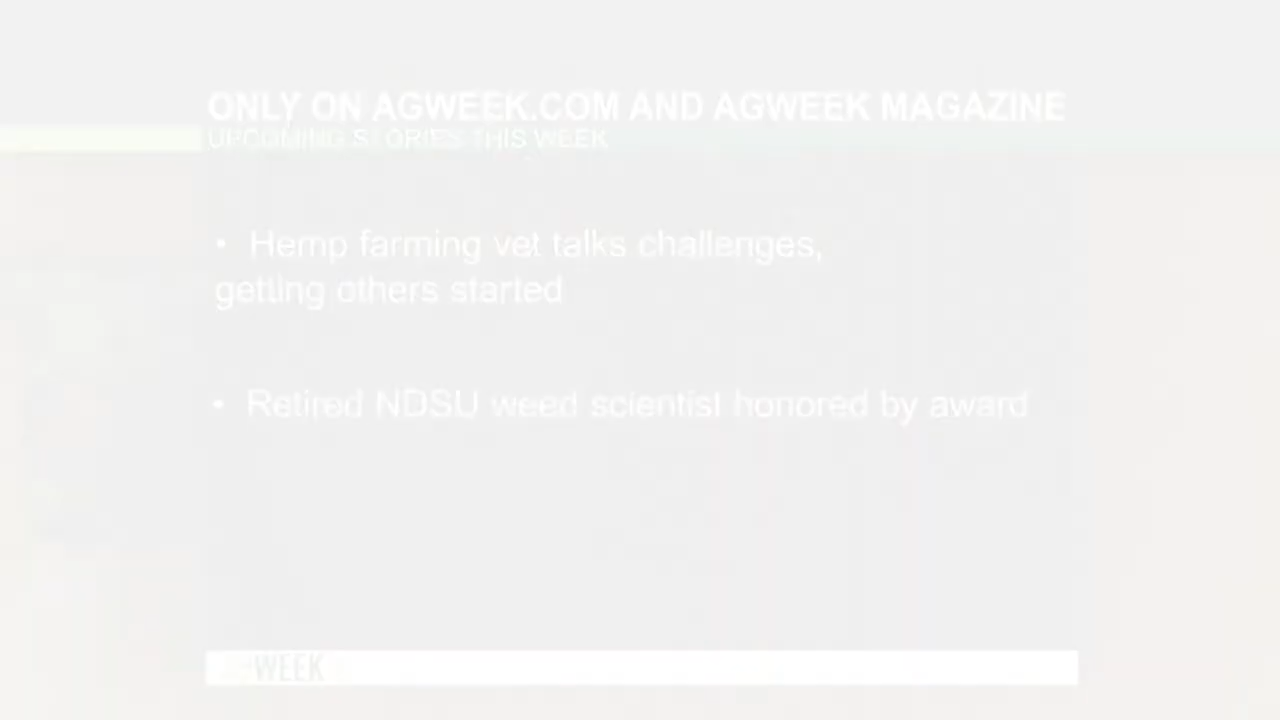 ONLY ON AGWEEK.COM AND AGWEEK MAGAZINE
UPCOMING STORIES THIS WEEK
• Hemp farming vet talks challenges,
getting others started
• Retired NDSU weed scientist honored by award
WEEK